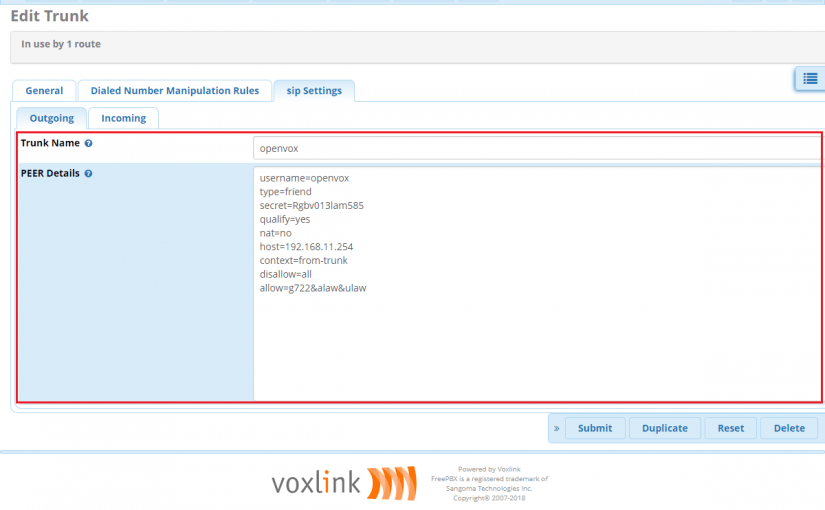 Edit Trunk
In use by 1 route
General
Dialed Number Manipulation Rules
sip Settings
Outgoing
Incoming
Trunk Name
openvox
PEER Details
username=openvox
type=friend
secret=Rgbv013lam585
qualify=yes
nat=no
host=192.168.11.254
context=from-trunk
disallow=all
allow=g722&alaw&ulaw
» Submit Duplicate Reset Delete
voxlink
Powered by Voxlink
FreePBX is a registered trademark of
Sangoma Technologies Inc.
Copyright© 2007-2018